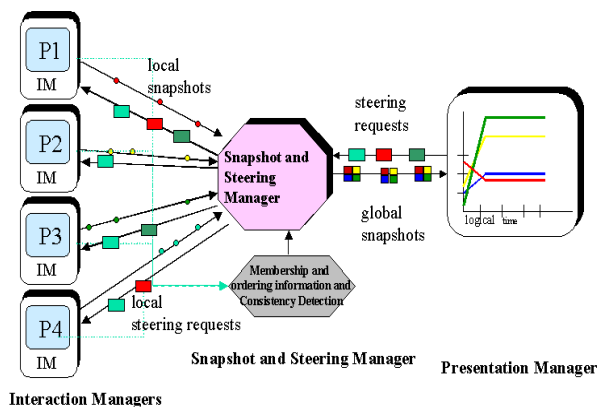 P1
IM
P2
IM
P3
IM
P4
IM
local
snapshots
Snapshot and
Steering
Manager
steering
requests
global
snapshots
logical time
Membership and
ordering information and
Consistency Detection
local
steering requests
Snapshot and Steering Manager
Presentation Manager
Interaction Managers